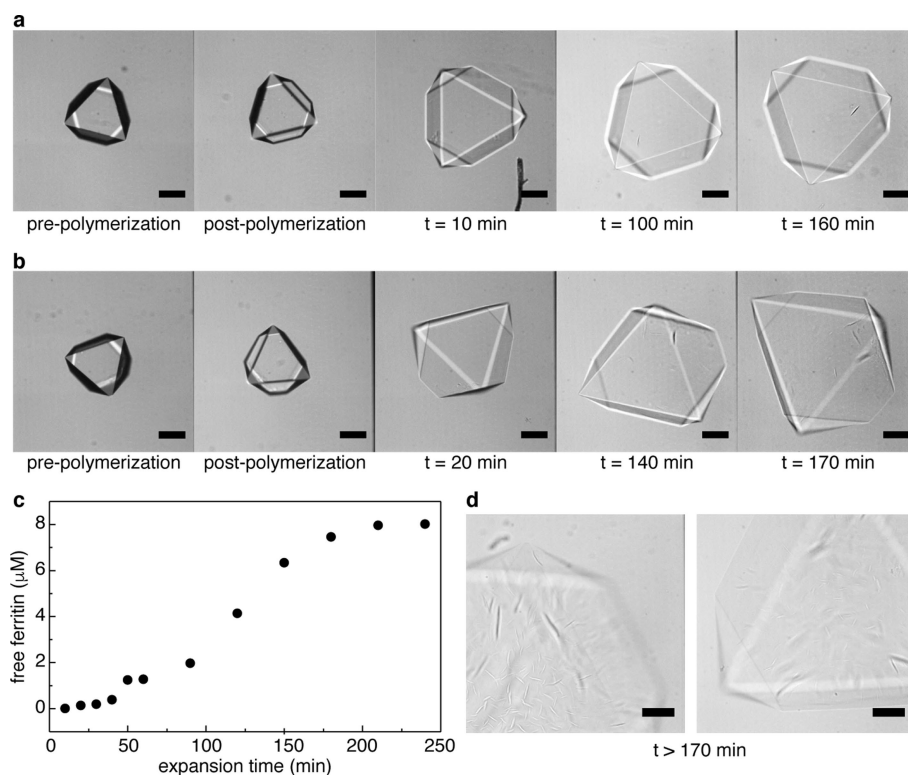 a
pre-polymerization
post-polymerization
t = 10 min
t = 100 min
t = 160 min
b
pre-polymerization
post-polymerization
t = 20 min
t = 140 min
t = 170 min
c
free ferritin (μM)
8
6
4
2
0
0
50
100
150
200
250
expansion time (min)
d
t > 170 min